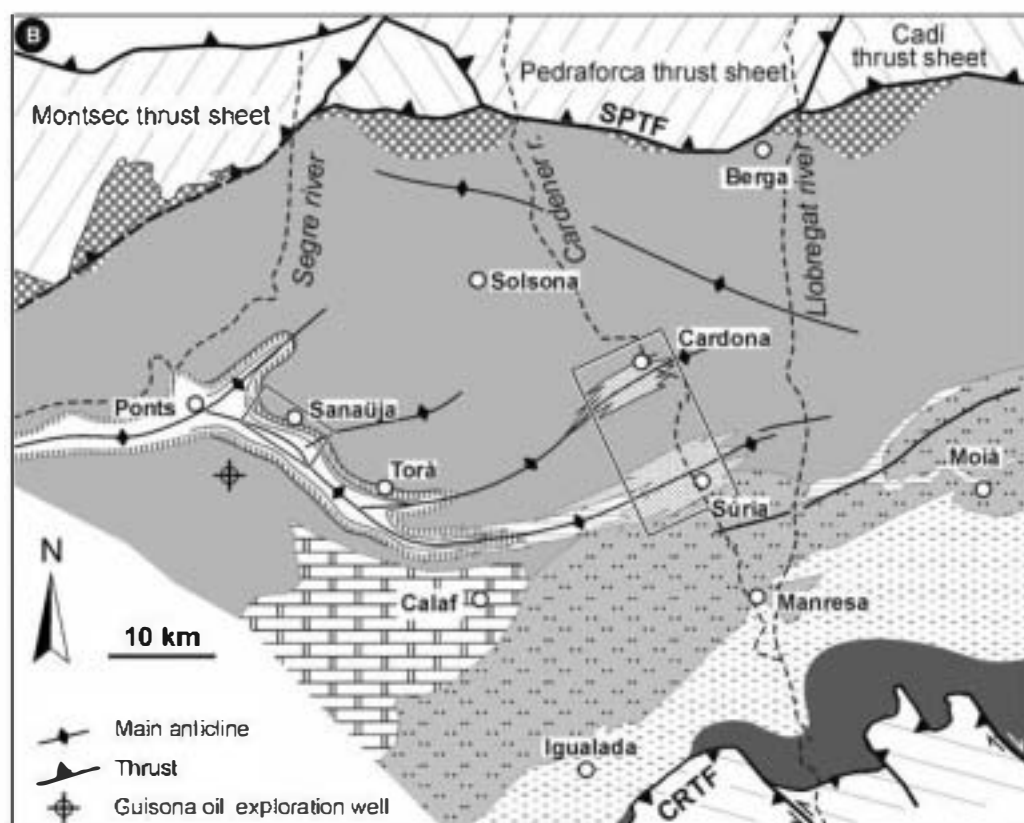 B
Cadí
thrust sheet
Pedraforca thrust sheet
Montsec thrust sheet
SPTF
Berga
Segre river
Cardener r.
Llobregat river
Solsona
Cardona
Ponts
Sanaüja
Torà
Moià
Súria
N
Calaf
Manresa
10 km
Main anticline
Igualada
Thrust
CRTF
Guisona oil exploration well